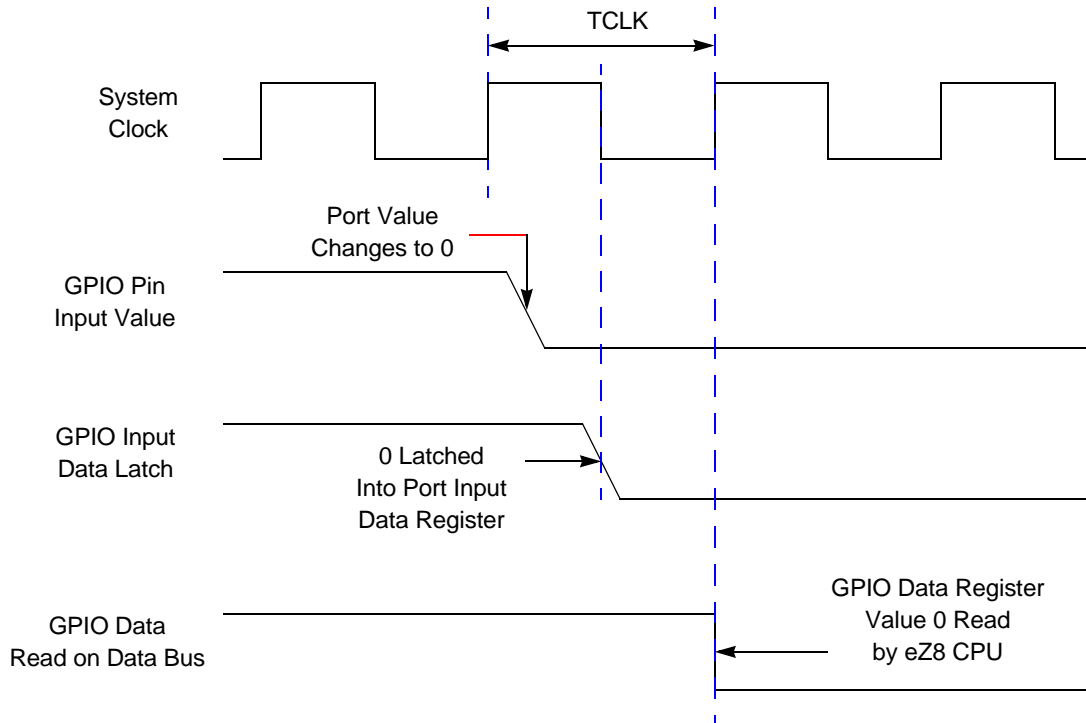 TCLK
System
Clock
Port Value
Changes to 0
GPIO Pin
Input Value
GPIO Input
Data Latch
0 Latched
Into Port Input
Data Register
GPIO Data Register
Value 0 Read
by eZ8 CPU
GPIO Data
Read on Data Bus